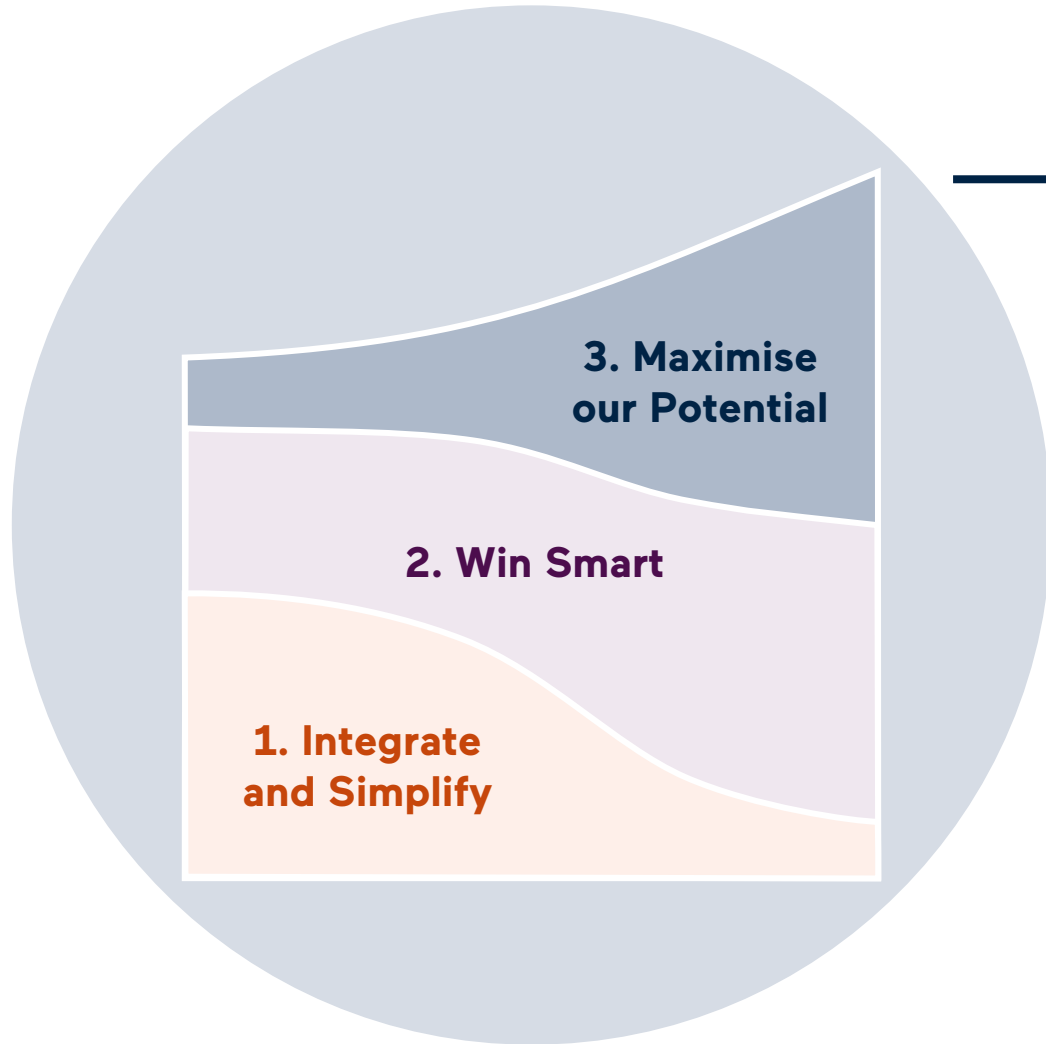 3. Maximise
our Potential
2. Win Smart
1. Integrate
and Simplify